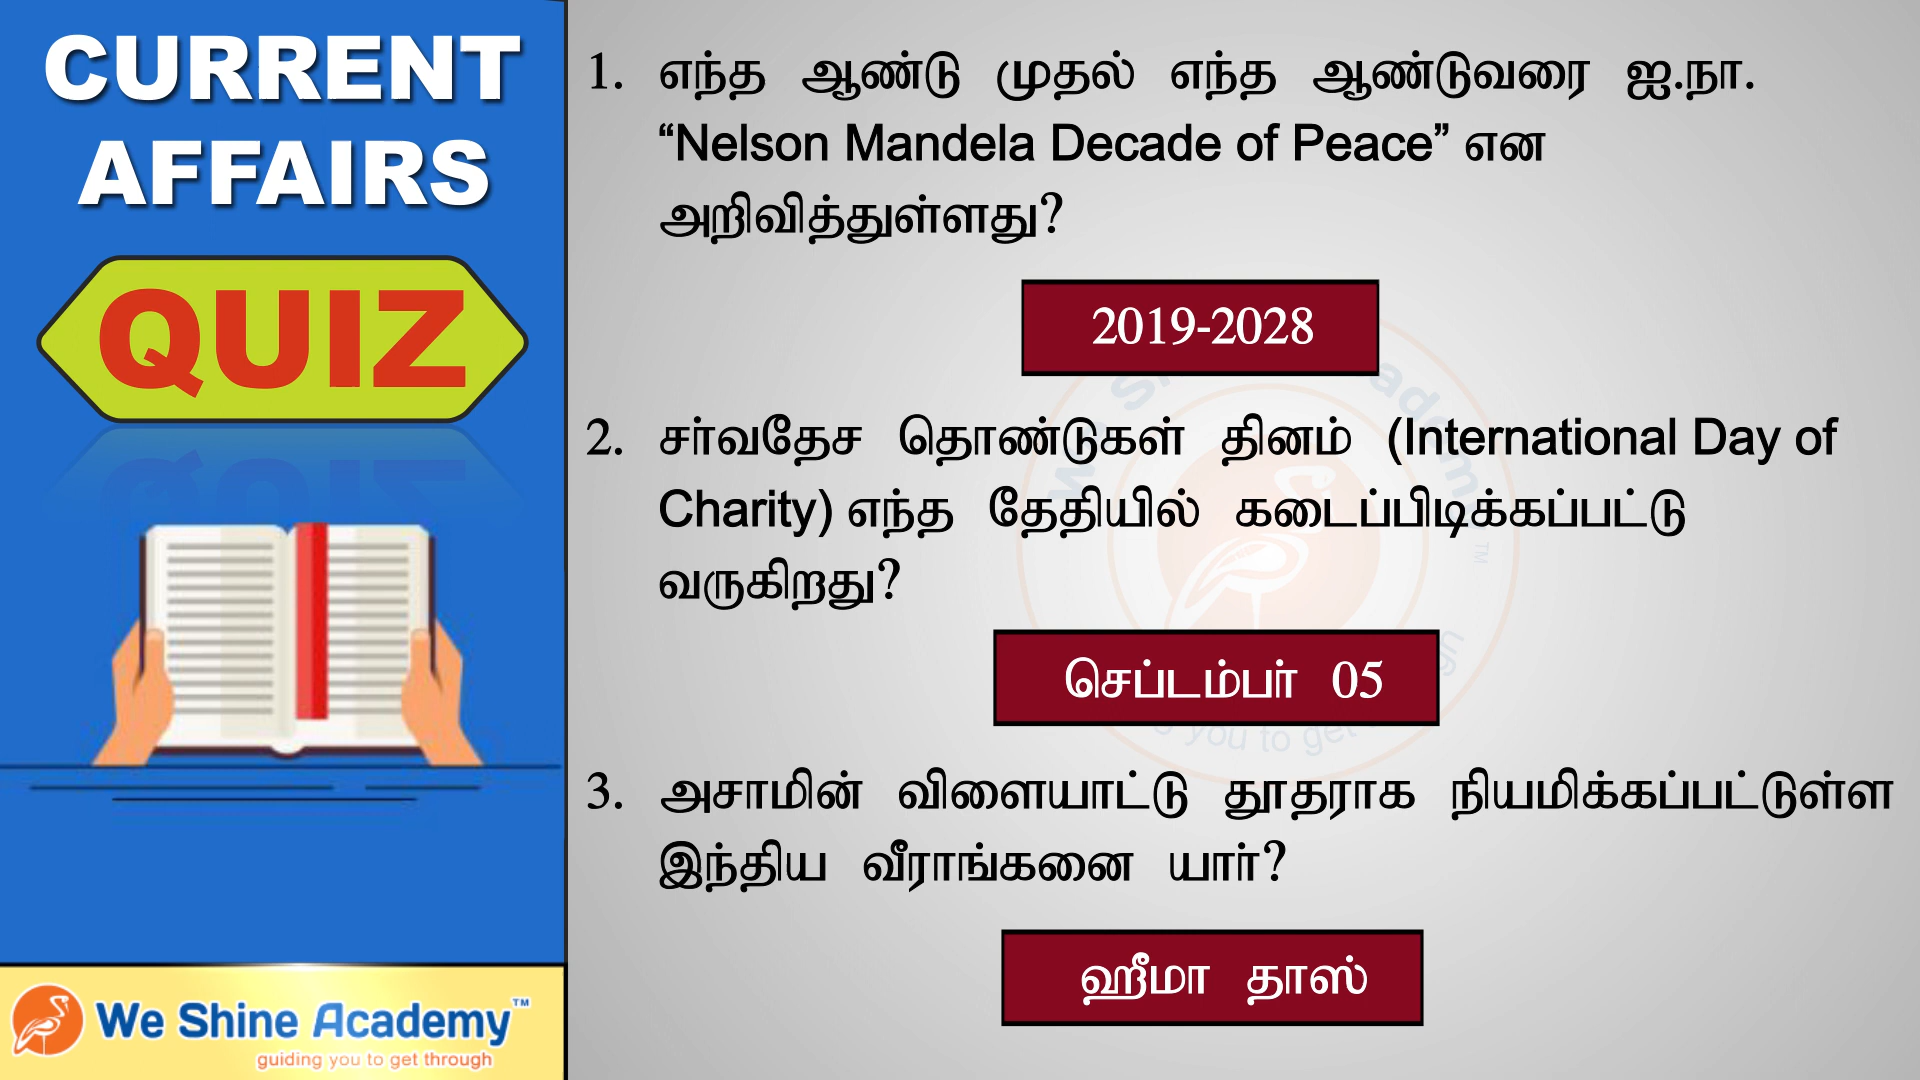 CURRENT
AFFAIRS
QUIZ
We Shine Academy™
guiding you to get through
1. எந்த ஆண்டு முதல் எந்த ஆண்டுவரை ஐ.நா.
“Nelson Mandela Decade of Peace” என
அறிவித்துள்ளது?
2019-2028
2. சர்வதேச தொண்டுகள் தினம் (International Day of
Charity) எந்த தேதியில் கடைப்பிடிக்கப்பட்டு
வருகிறது?
செப்டம்பர் 05
3. அசாமின் விளையாட்டு தூதராக நியமிக்கப்பட்டுள்ள
இந்திய வீராங்கனை யார்?
ஹீமா தாஸ்